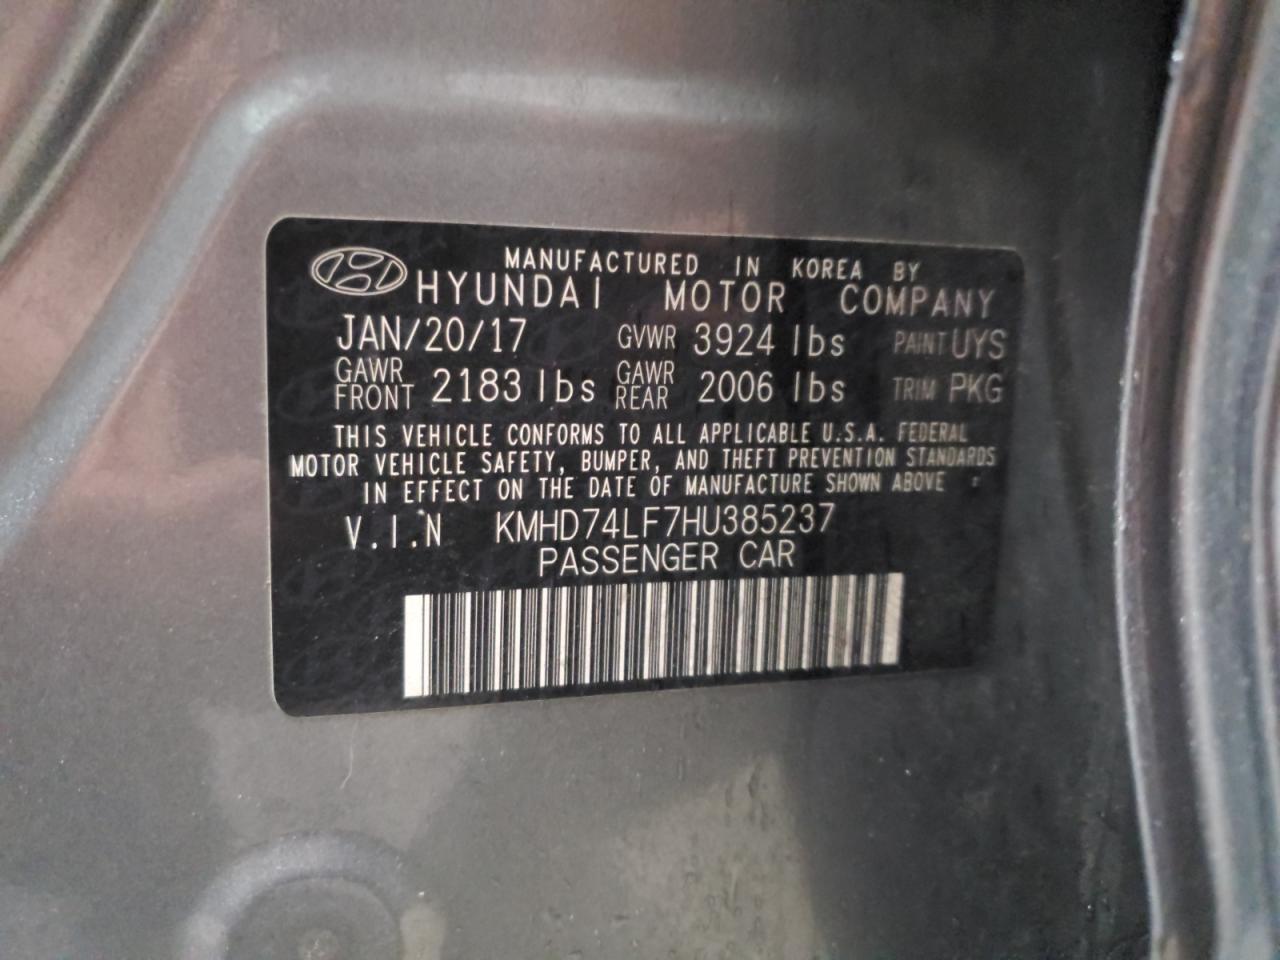 MANUFACTURED IN KOREA BY
HYUNDAI MOTOR COMPANY
JAN/20/17 GVWR 3924 lbs PAINT UYS
GAWR FRONT 2183 lbs GAWR REAR 2006 lbs TRIM PKG
THIS VEHICLE CONFORMS TO ALL APPLICABLE U.S.A. FEDERAL
MOTOR VEHICLE SAFETY, BUMPER, AND THEFT PREVENTION STANDARDS
IN EFFECT ON THE DATE OF MANUFACTURE SHOWN ABOVE
V.I.N KMHD74LF7HU385237
PASSENGER CAR